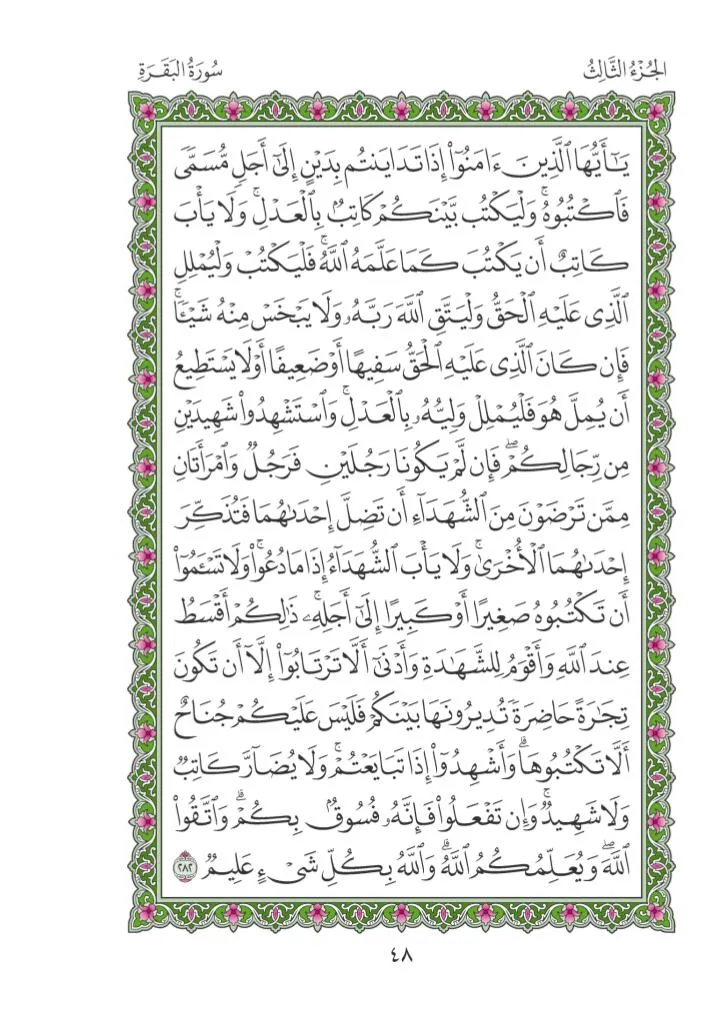 الجُزْءُ الثَّالِثُ
سُورَةُ البَقَرَةِ
يَـٰٓأَيُّهَا ٱلَّذِينَ ءَامَنُوٓا۟ إِذَا تَدَايَنتُم بِدَيْنٍ إِلَىٰٓ أَجَلٍ مُّسَمًّى
فَٱكْتُبُوهُ ۚ وَلْيَكْتُب بَّيْنَكُمْ كَاتِبٌۢ بِٱلْعَدْلِ ۚ وَلَا يَأْبَ
كَاتِبٌ أَن يَكْتُبَ كَمَا عَلَّمَهُ ٱللَّهُ ۚ فَلْيَكْتُبْ وَلْيُمْلِلِ
ٱلَّذِى عَلَيْهِ ٱلْحَقُّ وَلْيَتَّقِ ٱللَّهَ رَبَّهُۥ وَلَا يَبْخَسْ مِنْهُ شَيْـًٔا ۚ
فَإِن كَانَ ٱلَّذِى عَلَيْهِ ٱلْحَقُّ سَفِيهًا أَوْ ضَعِيفًا أَوْ لَا يَسْتَطِيعُ
أَن يُمِلَّ هُوَ فَلْيُمْلِلْ وَلِيُّهُۥ بِٱلْعَدْلِ ۚ وَٱسْتَشْهِدُوا۟ شَهِيدَيْنِ
مِن رِّجَالِكُمْ ۖ فَإِن لَّمْ يَكُونَا رَجُلَيْنِ فَرَجُلٌ وَٱمْرَأَتَانِ
مِمَّن تَرْضَوْنَ مِنَ ٱلشُّهَدَآءِ أَن تَضِلَّ إِحْدَىٰهُمَا فَتُذَكِّرَ
إِحْدَىٰهُمَا ٱلْأُخْرَىٰ ۚ وَلَا يَأْبَ ٱلشُّهَدَآءُ إِذَا مَا دُعُوا۟ ۚ وَلَا تَسْـَٔمُوٓا۟
أَن تَكْتُبُوهُ صَغِيرًا أَوْ كَبِيرًا إِلَىٰٓ أَجَلِهِۦ ۚ ذَٰلِكُمْ أَقْسَطُ
عِندَ ٱللَّهِ وَأَقْوَمُ لِلشَّهَـٰدَةِ وَأَدْنَىٰٓ أَلَّا تَرْتَابُوٓا۟ ۖ إِلَّآ أَن تَكُونَ
تِجَـٰرَةً حَاضِرَةً تُدِيرُونَهَا بَيْنَكُمْ فَلَيْسَ عَلَيْكُمْ جُنَاحٌ
أَلَّا تَكْتُبُوهَا ۗ وَأَشْهِدُوٓا۟ إِذَا تَبَايَعْتُمْ ۚ وَلَا يُضَآرَّ كَاتِبٌ
وَلَا شَهِيدٌ ۚ وَإِن تَفْعَلُوا۟ فَإِنَّهُۥ فُسُوقٌۢ بِكُمْ ۗ وَٱتَّقُوا۟
ٱللَّهَ ۖ وَيُعَلِّمُكُمُ ٱللَّهُ ۗ وَٱللَّهُ بِكُلِّ شَىْءٍ عَلِيمٌ ٢٨٢
٤٨